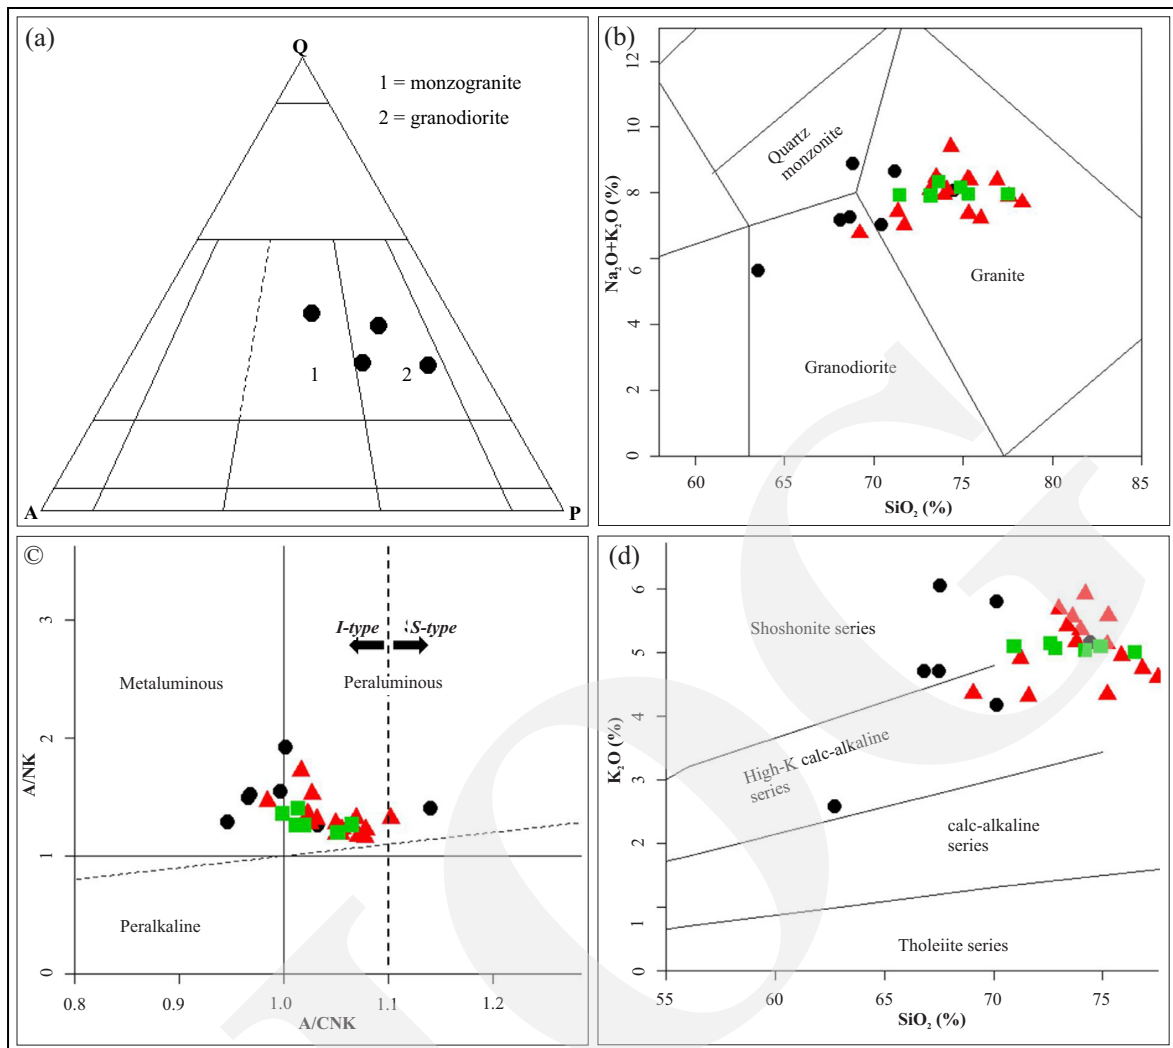 (a)
Q
1 = monzogranite
2 = granodiorite
1
2
A
P
(b)
Na₂O+K₂O (%)
12
10
8
6
4
2
0
Quartz
monzonite
Granite
Granodiorite
60
65
70
75
80
85
SiO₂ (%)
©
A/NK
3
2
1
0
I-type
S-type
Metaluminous
Peraluminous
Peralkaline
0.8
0.9
1.0
1.1
1.2
A/CNK
(d)
K₂O (%)
6
5
4
3
2
1
0
Shoshonite series
High-K calc-alkaline
series
calc-alkaline
series
Tholeiite series
55
60
65
70
75
SiO₂ (%)